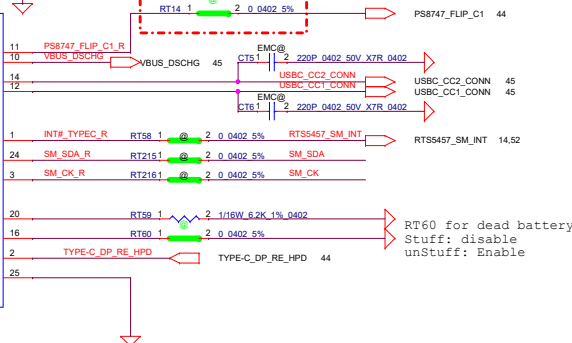 @
RT14 1 2 0_0402_5% PS8747_FLIP_C1 44
11 PS8747_FLIP_C1_R
10 VBUS_DSCHG VBUS_DSCHG 45
EMC@
CT5 1 2 220P_0402_50V_X7R_0402
14 USBC_CC2_CONN USBC_CC2_CONN 45
12 USBC_CC1_CONN USBC_CC1_CONN 45
EMC@
CT6 1 2 220P_0402_50V_X7R_0402
1 INT#_TYPEC_R RT58 1 @ 2 0_0402_5% RTS5457_SM_INT RTS5457_SM_INT 14,52
24 SM_SDA_R RT215 1 @ 2 0_0402_5% SM_SDA
3 SM_CK_R RT216 1 @ 2 0_0402_5% SM_CK
20 RT59 1 2 1/16W_6.2K_1%_0402
16 RT60 1 @ 2 0_0402_5%
2 TYPE-C_DP_RE_HPD TYPE-C_DP_RE_HPD 44
25
RT60 for dead battery
Stuff: disable
unStuff: Enable